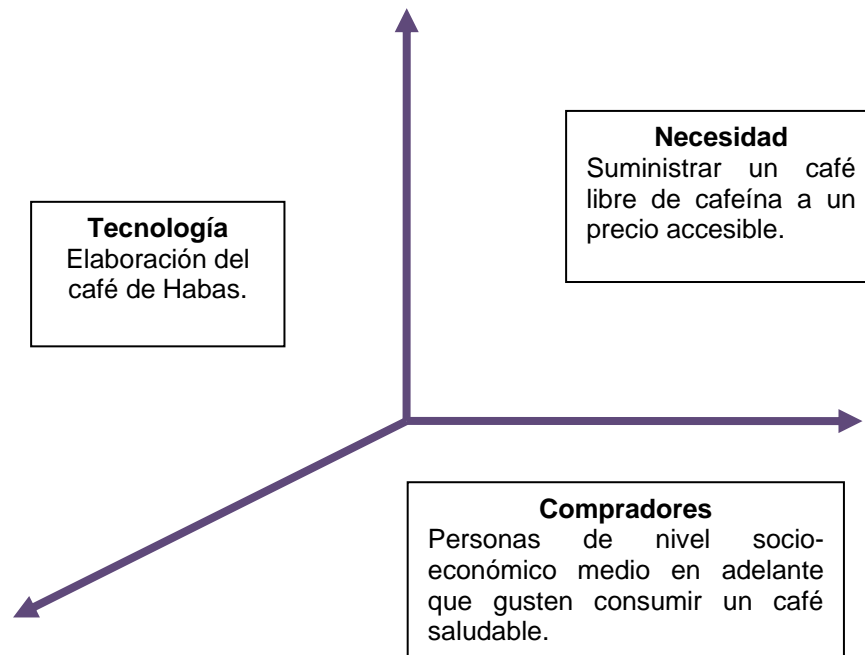 Necesidad
Suministrar un café
libre de cafeína a un
precio accesible.
Tecnología
Elaboración del
café de Habas.
Compradores
Personas de nivel socio-
económico medio en adelante
que gusten consumir un café
saludable.